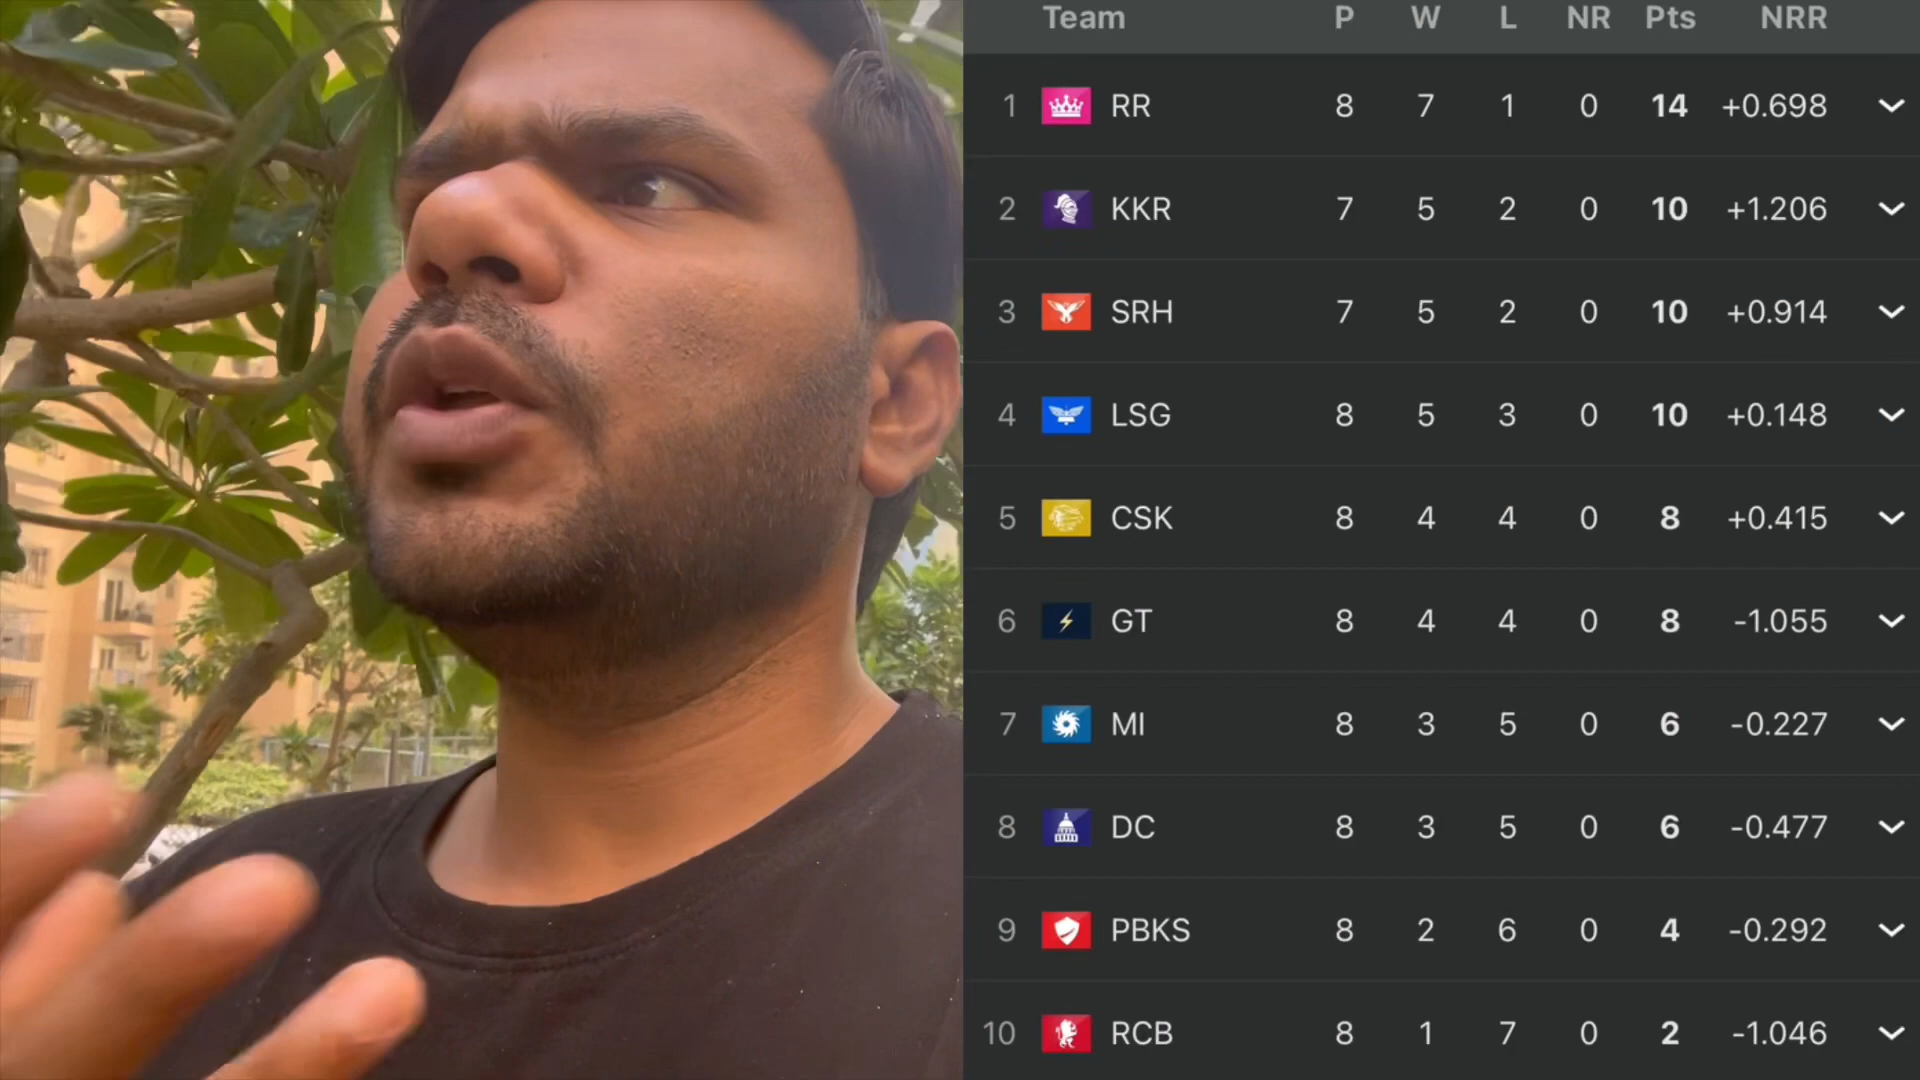 Team P W L NR Pts NRR
1 RR 8 7 1 0 14 +0.698
2 KKR 7 5 2 0 10 +1.206
3 SRH 7 5 2 0 10 +0.914
4 LSG 8 5 3 0 10 +0.148
5 CSK 8 4 4 0 8 +0.415
6 GT 8 4 4 0 8 -1.055
7 MI 8 3 5 0 6 -0.227
8 DC 8 3 5 0 6 -0.477
9 PBKS 8 2 6 0 4 -0.292
10 RCB 8 1 7 0 2 -1.046